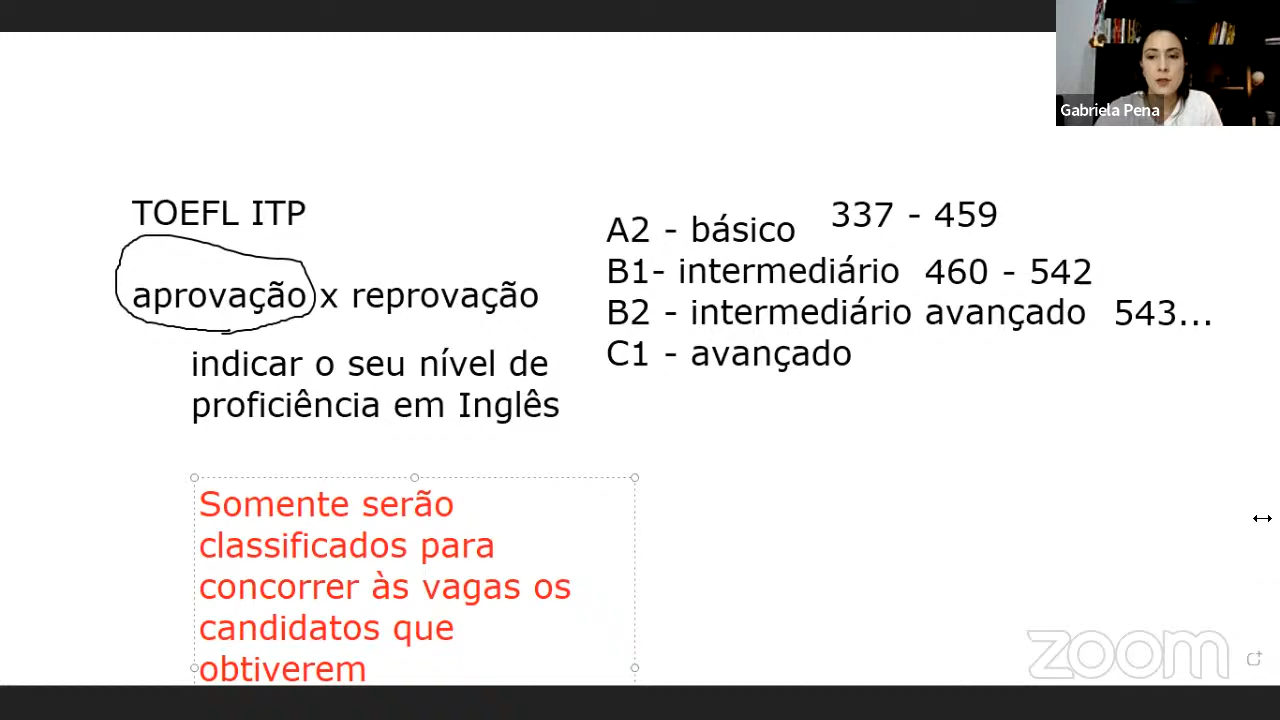 Gabriela Pena
TOEFL ITP
aprovação x reprovação
indicar o seu nível de
proficiência em Inglês
A2 - básico 337 - 459
B1- intermediário 460 - 542
B2 - intermediário avançado 543...
C1 - avançado
Somente serão
classificados para
concorrer às vagas os
candidatos que
obtiverem
zoom